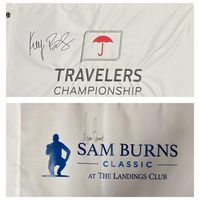 TRAVELERS
CHAMPIONSHIP
SAM BURNS
CLASSIC
AT THE LANDINGS CLUB